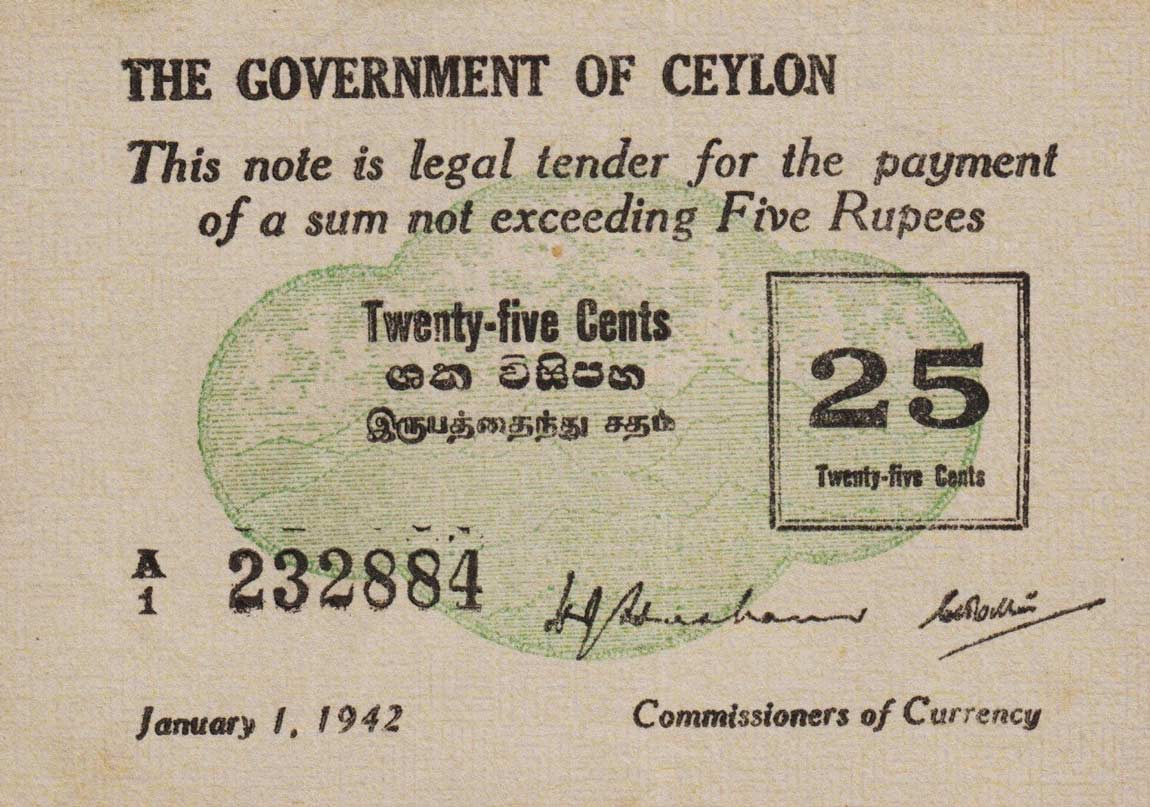 THE GOVERNMENT OF CEYLON
This note is legal tender for the payment
of a sum not exceeding Five Rupees
Twenty-five Cents
ශත විසිපහ
இருபத்தைந்து சதம்
25
Twenty-five Cents
A
1
232884
January 1, 1942
Commissioners of Currency